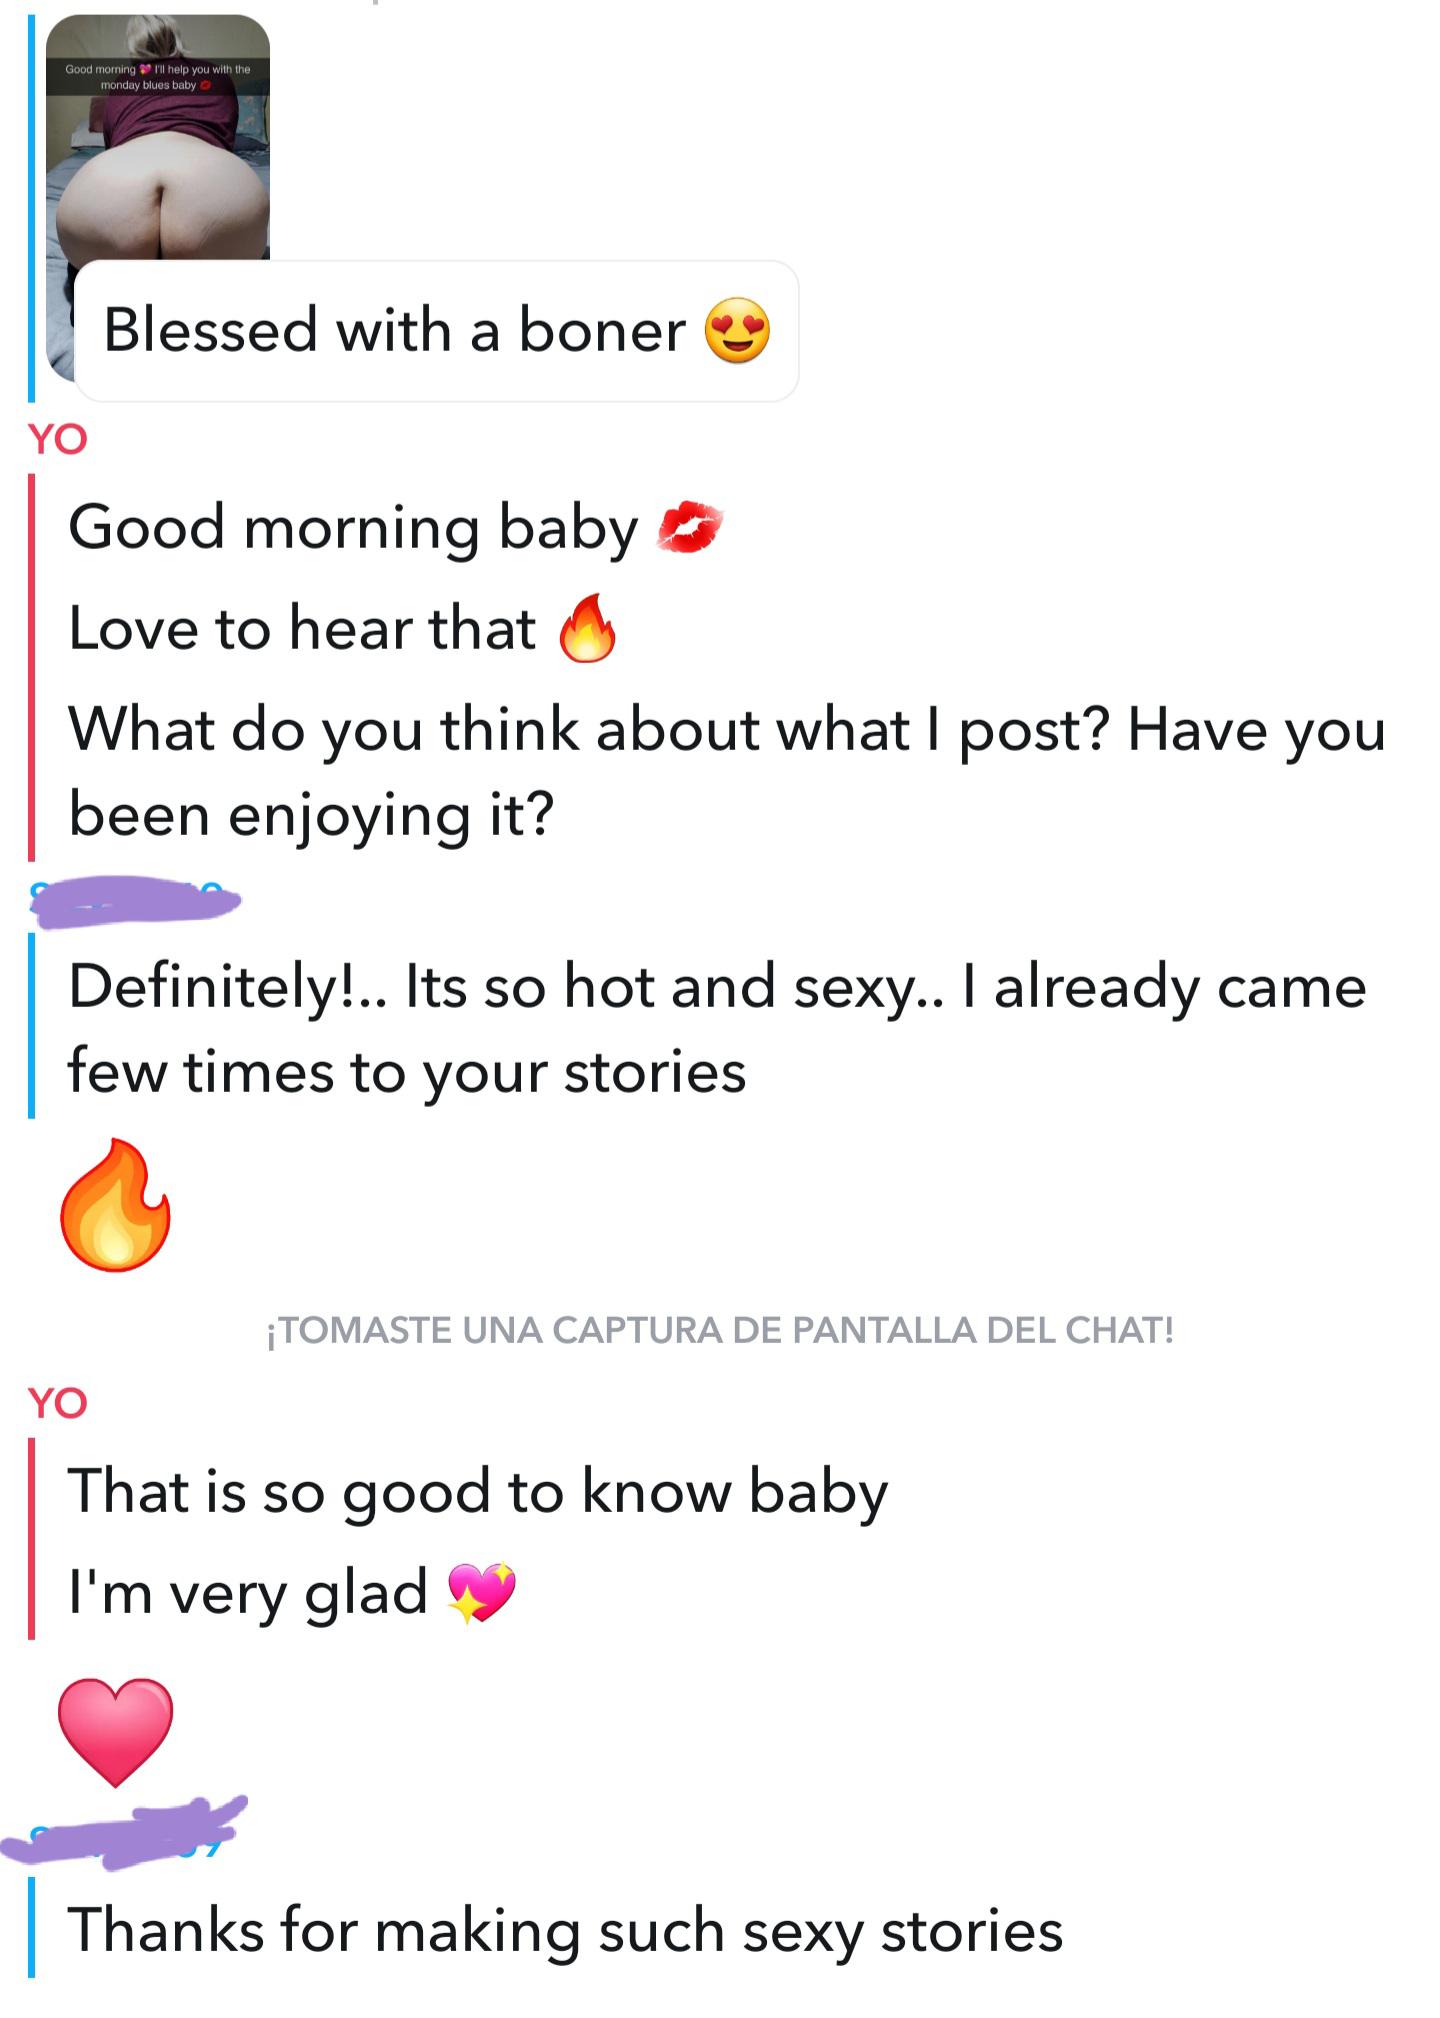 Good morning 💖 I'll help you with the
monday blues baby 💋
Blessed with a boner 😍
YO
Good morning baby 💋
Love to hear that 🔥
What do you think about what I post? Have you
been enjoying it?
Definitely!.. Its so hot and sexy.. I already came
few times to your stories
🔥
¡TOMASTE UNA CAPTURA DE PANTALLA DEL CHAT!
YO
That is so good to know baby
I'm very glad 💖
Thanks for making such sexy stories